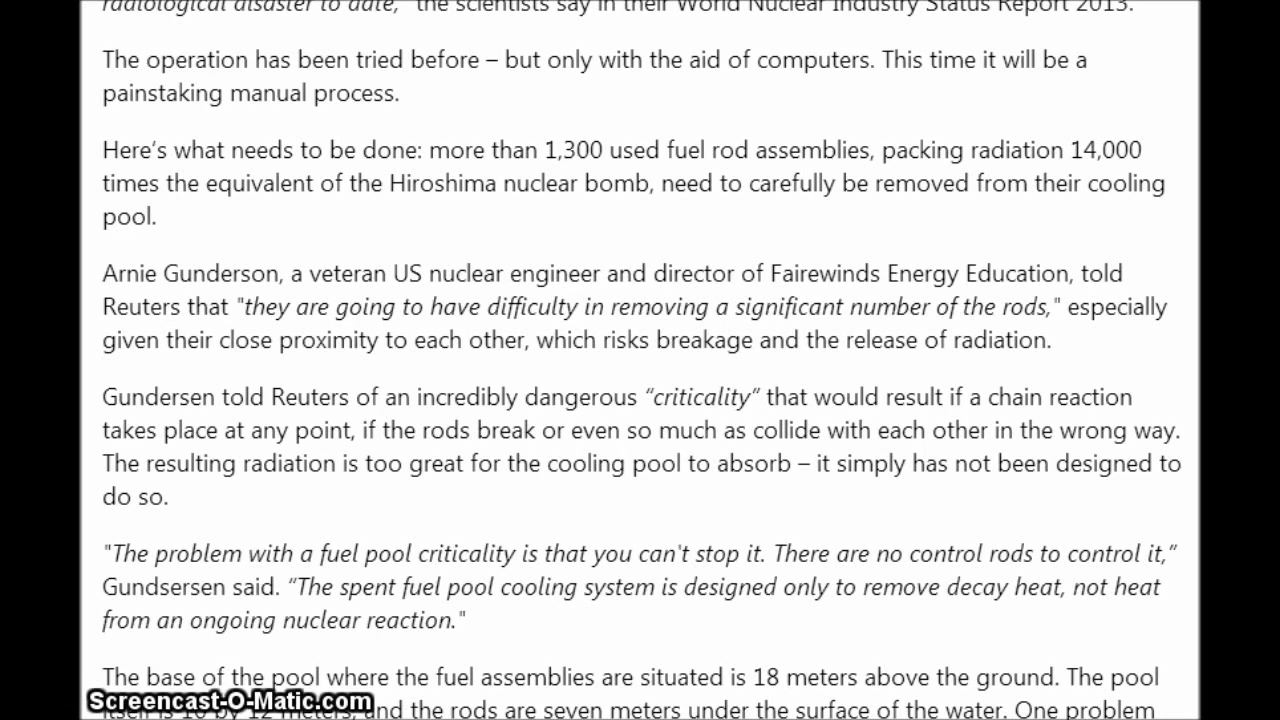 radiological disaster to date," the scientists say in their World Nuclear Industry Status Report 2013.
The operation has been tried before – but only with the aid of computers. This time it will be a
painstaking manual process.
Here's what needs to be done: more than 1,300 used fuel rod assemblies, packing radiation 14,000
times the equivalent of the Hiroshima nuclear bomb, need to carefully be removed from their cooling
pool.
Arnie Gunderson, a veteran US nuclear engineer and director of Fairewinds Energy Education, told
Reuters that "they are going to have difficulty in removing a significant number of the rods," especially
given their close proximity to each other, which risks breakage and the release of radiation.
Gundersen told Reuters of an incredibly dangerous “criticality” that would result if a chain reaction
takes place at any point, if the rods break or even so much as collide with each other in the wrong way.
The resulting radiation is too great for the cooling pool to absorb – it simply has not been designed to
do so.
"The problem with a fuel pool criticality is that you can't stop it. There are no control rods to control it,”
Gundsersen said. “The spent fuel pool cooling system is designed only to remove decay heat, not heat
from an ongoing nuclear reaction."
The base of the pool where the fuel assemblies are situated is 18 meters above the ground. The pool
itself is 10 by 12 meters, and the rods are seven meters under the surface of the water. One problem
Screencast-O-Matic.com